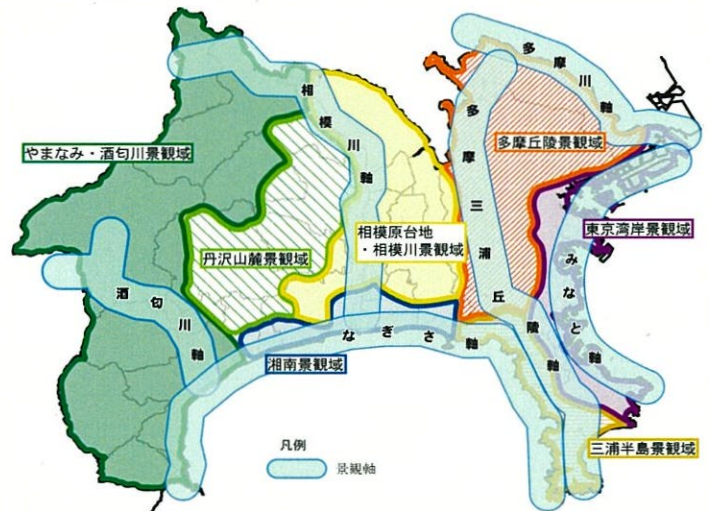 多摩川軸
相模川軸
多摩三浦丘陵軸
多摩丘陵景観域
やまなみ・酒匂川景観域
東京湾岸景観域
相模原台地
・相模川景観域
丹沢山麓景観域
みなと軸
酒匂川軸
なぎさ軸
湘南景観域
三浦半島景観域
凡例
景観軸